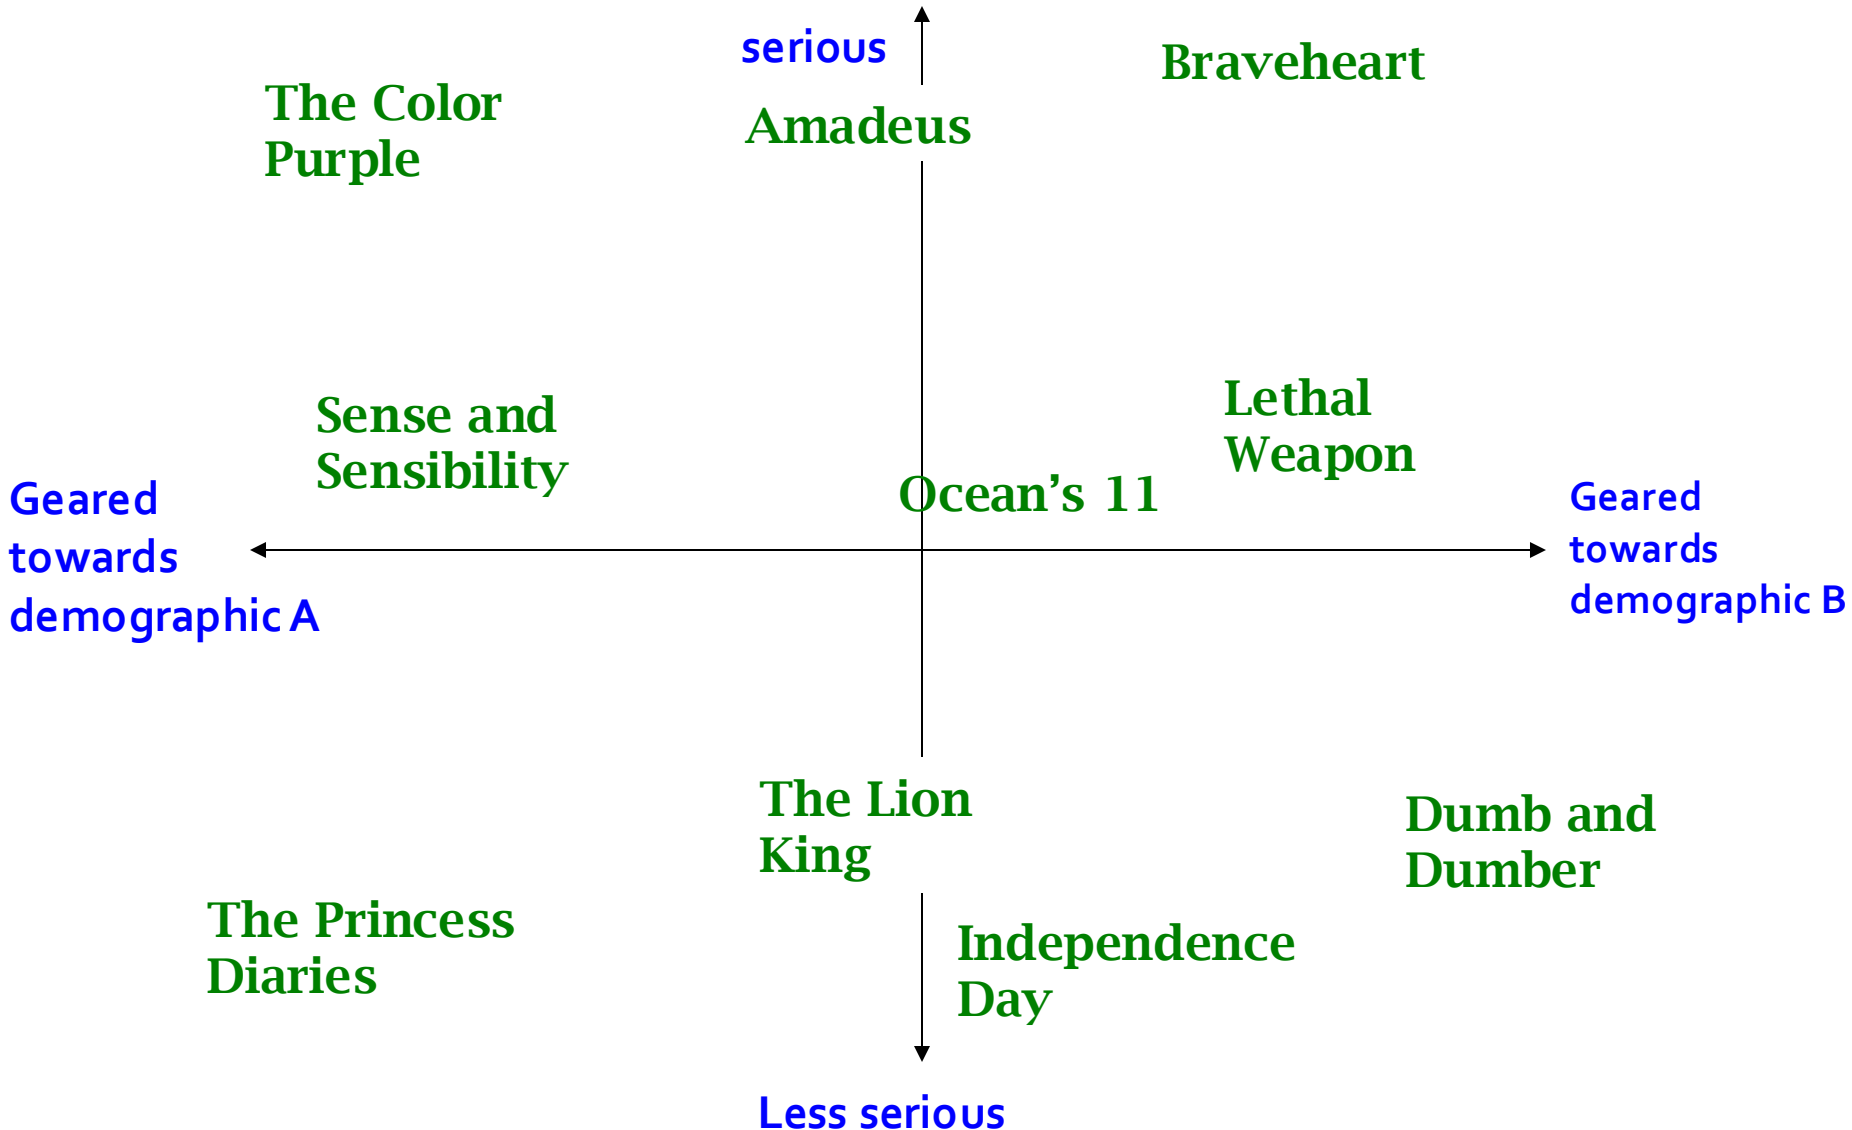 serious
Braveheart
The Color
Purple
Amadeus
Sense and
Sensibility
Lethal
Weapon
Ocean’s 11
Geared
towards
demographic A
Geared
towards
demographic B
The Lion
King
Dumb and
Dumber
The Princess
Diaries
Independence
Day
Less serious